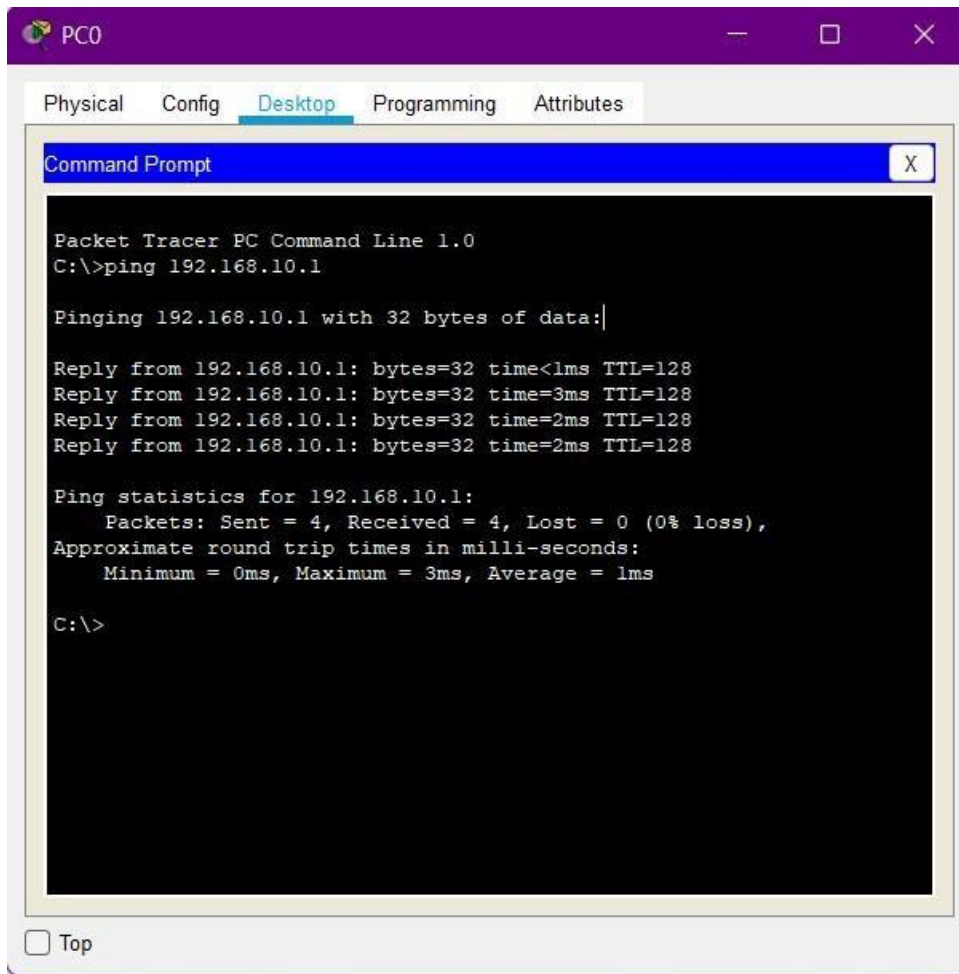 PC0
Physical Config Desktop Programming Attributes
Command Prompt X
Packet Tracer PC Command Line 1.0
C:\>ping 192.168.10.1
Pinging 192.168.10.1 with 32 bytes of data:
Reply from 192.168.10.1: bytes=32 time<1ms TTL=128
Reply from 192.168.10.1: bytes=32 time=3ms TTL=128
Reply from 192.168.10.1: bytes=32 time=2ms TTL=128
Reply from 192.168.10.1: bytes=32 time=2ms TTL=128
Ping statistics for 192.168.10.1:
Packets: Sent = 4, Received = 4, Lost = 0 (0% loss),
Approximate round trip times in milli-seconds:
Minimum = 0ms, Maximum = 3ms, Average = 1ms
C:\>
Top